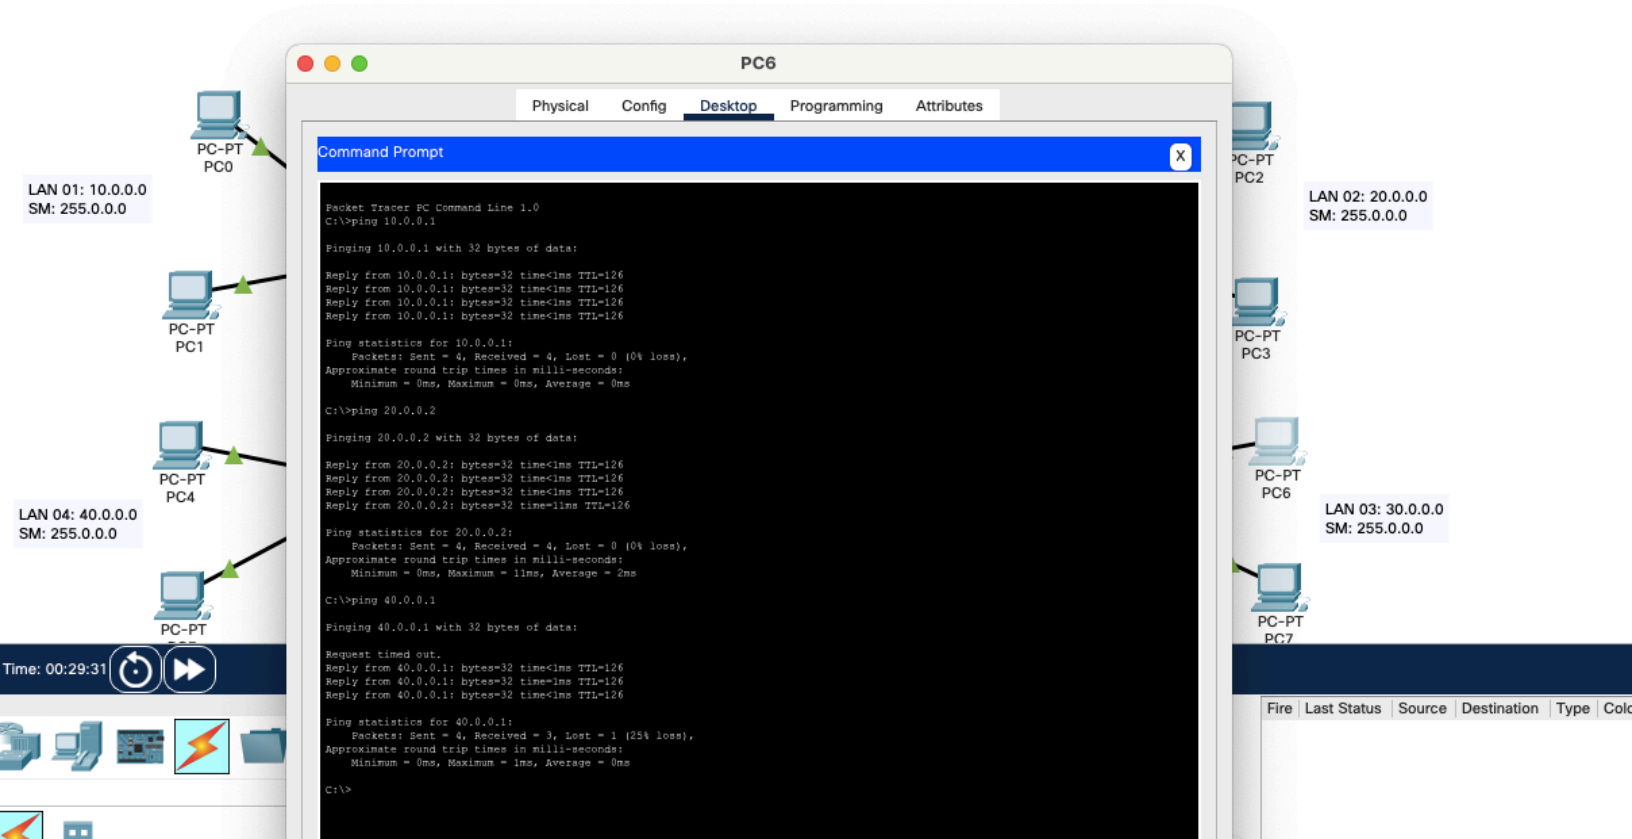 PC6
Physical Config Desktop Programming Attributes
Command Prompt
X
Packet Tracer PC Command Line 1.0
C:\>ping 10.0.0.1
Pinging 10.0.0.1 with 32 bytes of data:
Reply from 10.0.0.1: bytes=32 time<1ms TTL=126
Reply from 10.0.0.1: bytes=32 time<1ms TTL=126
Reply from 10.0.0.1: bytes=32 time<1ms TTL=126
Reply from 10.0.0.1: bytes=32 time<1ms TTL=126
Ping statistics for 10.0.0.1:
Packets: Sent = 4, Received = 4, Lost = 0 (0% loss),
Approximate round trip times in milli-seconds:
Minimum = 0ms, Maximum = 0ms, Average = 0ms
C:\>ping 20.0.0.2
Pinging 20.0.0.2 with 32 bytes of data:
Reply from 20.0.0.2: bytes=32 time<1ms TTL=126
Reply from 20.0.0.2: bytes=32 time<1ms TTL=126
Reply from 20.0.0.2: bytes=32 time<1ms TTL=126
Reply from 20.0.0.2: bytes=32 time=11ms TTL=126
Ping statistics for 20.0.0.2:
Packets: Sent = 4, Received = 4, Lost = 0 (0% loss),
Approximate round trip times in milli-seconds:
Minimum = 0ms, Maximum = 11ms, Average = 2ms
C:\>ping 40.0.0.1
Pinging 40.0.0.1 with 32 bytes of data:
Request timed out.
Reply from 40.0.0.1: bytes=32 time<1ms TTL=126
Reply from 40.0.0.1: bytes=32 time=1ms TTL=126
Reply from 40.0.0.1: bytes=32 time<1ms TTL=126
Ping statistics for 40.0.0.1:
Packets: Sent = 4, Received = 3, Lost = 1 (25% loss),
Approximate round trip times in milli-seconds:
Minimum = 0ms, Maximum = 1ms, Average = 0ms
C:\>
PC-PT
PC0
LAN 01: 10.0.0.0
SM: 255.0.0.0
PC-PT
PC1
PC-PT
PC4
LAN 04: 40.0.0.0
SM: 255.0.0.0
PC-PT
PC-PT
PC2
LAN 02: 20.0.0.0
SM: 255.0.0.0
PC-PT
PC3
PC-PT
PC6
LAN 03: 30.0.0.0
SM: 255.0.0.0
PC-PT
PC7
Time: 00:29:31
Fire Last Status Source Destination Type